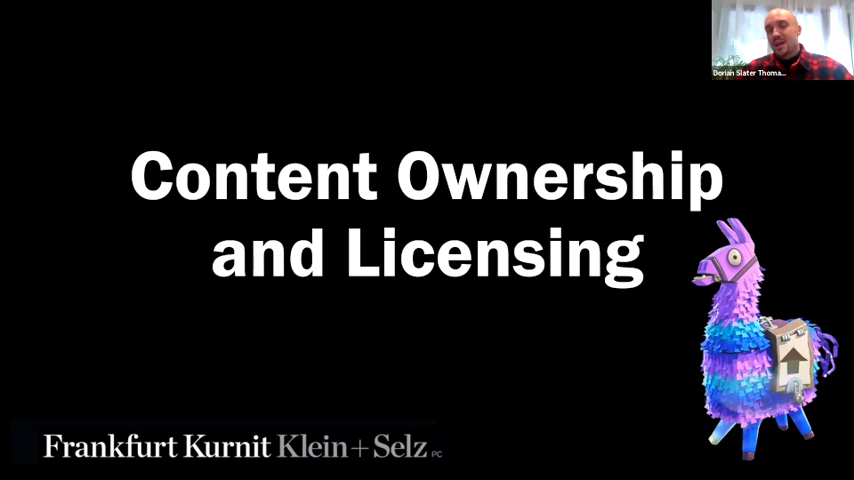 Dorian Slater Thoma...
Content Ownership
and Licensing
Frankfurt Kurnit Klein+Selz PC